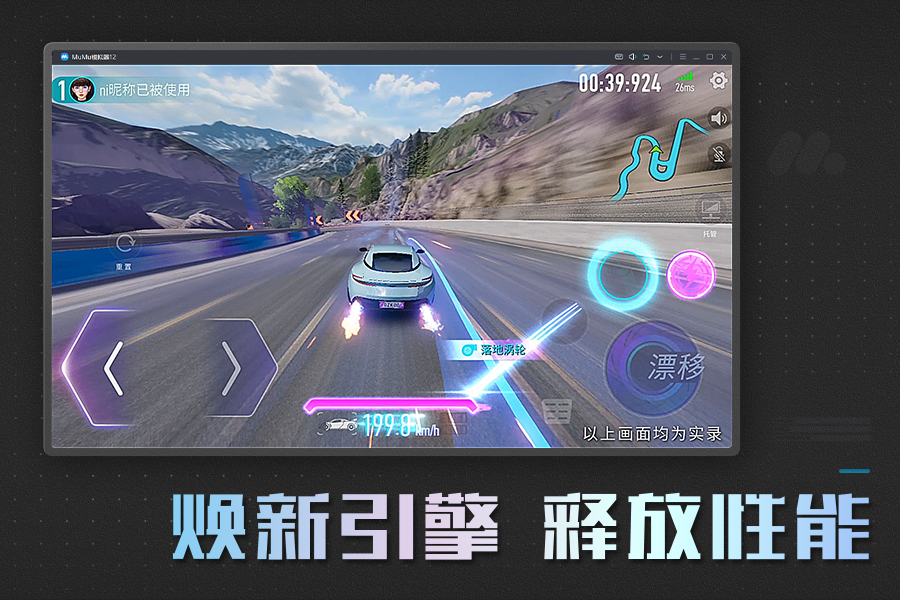 MuMu模拟器12
1 ni昵称已被使用
00:39:924
26ms
托管
重置
落地涡轮
漂移
199.8 km/h
以上画面均为实录
焕新引擎 释放性能